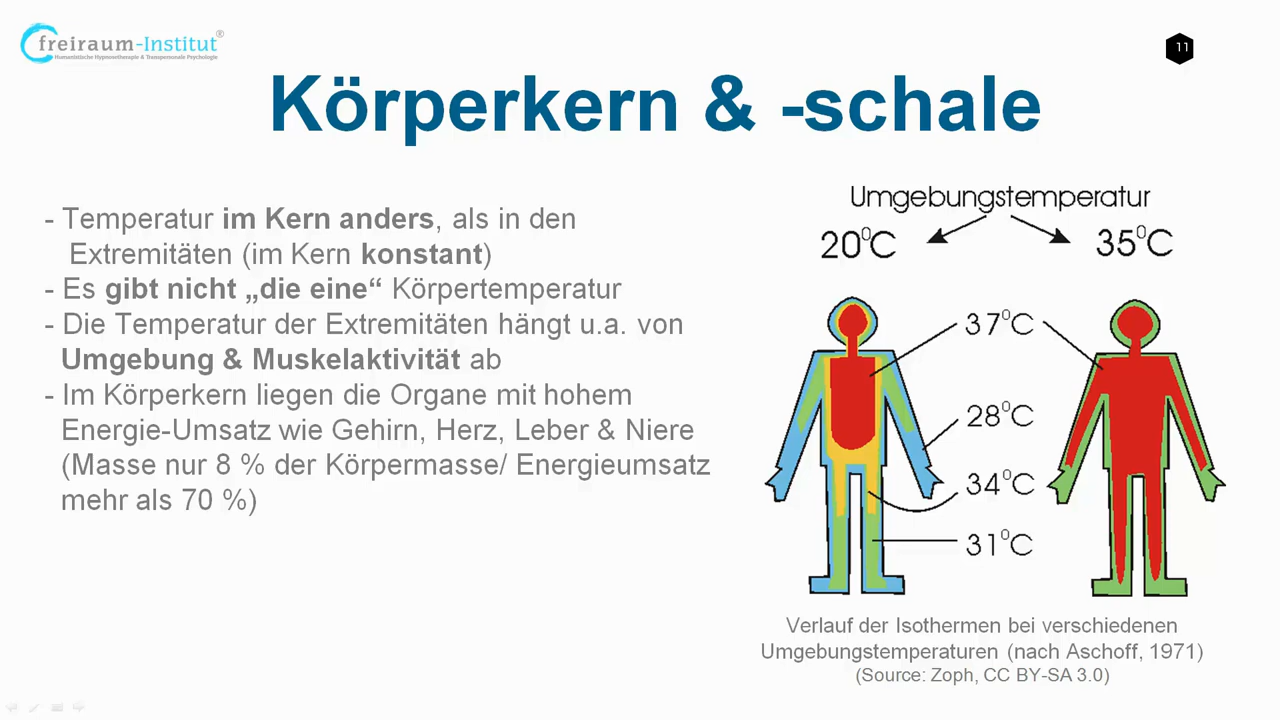 freiraum-Institut®
Humanistische Hypnosetherapie & Transpersonale Psychologie
11
Körperkern & -schale
- Temperatur im Kern anders, als in den
Extremitäten (im Kern konstant)
- Es gibt nicht „die eine“ Körpertemperatur
- Die Temperatur der Extremitäten hängt u.a. von
Umgebung & Muskelaktivität ab
- Im Körperkern liegen die Organe mit hohem
Energie-Umsatz wie Gehirn, Herz, Leber & Niere
(Masse nur 8 % der Körpermasse/ Energieumsatz
mehr als 70 %)
Umgebungstemperatur
20°C 35°C
37°C
28°C
34°C
31°C
Verlauf der Isothermen bei verschiedenen
Umgebungstemperaturen (nach Aschoff, 1971)
(Source: Zoph, CC BY-SA 3.0)